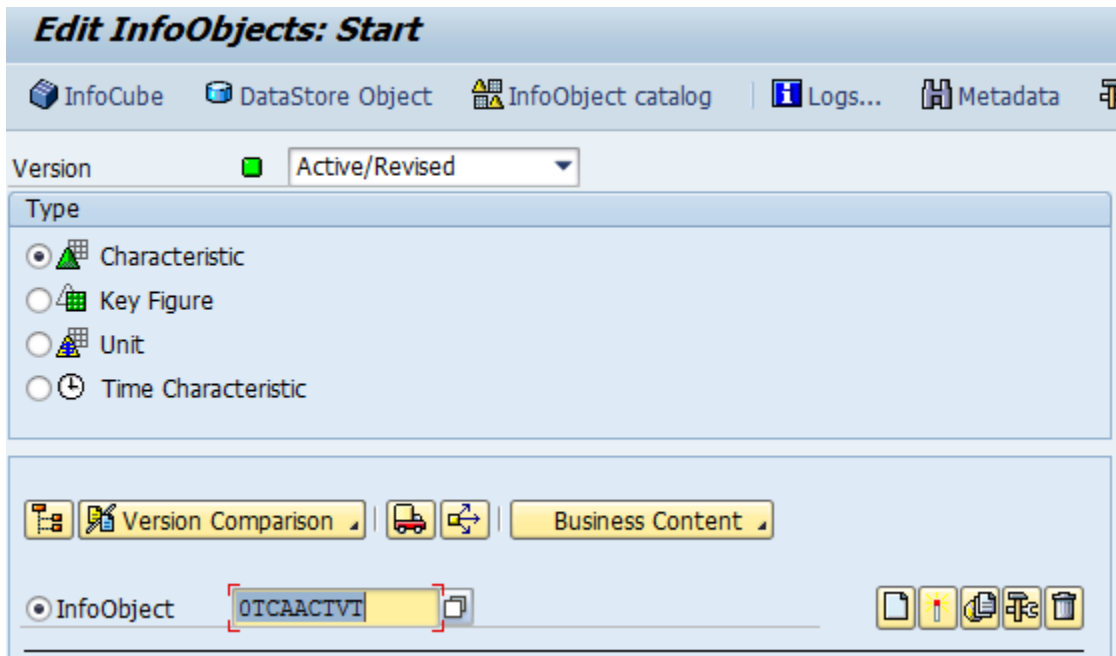 Edit InfoObjects: Start
InfoCube DataStore Object InfoObject catalog Logs... Metadata
Version Active/Revised
Type
Characteristic
Key Figure
Unit
Time Characteristic
Version Comparison Business Content
InfoObject 0TCAACTVT